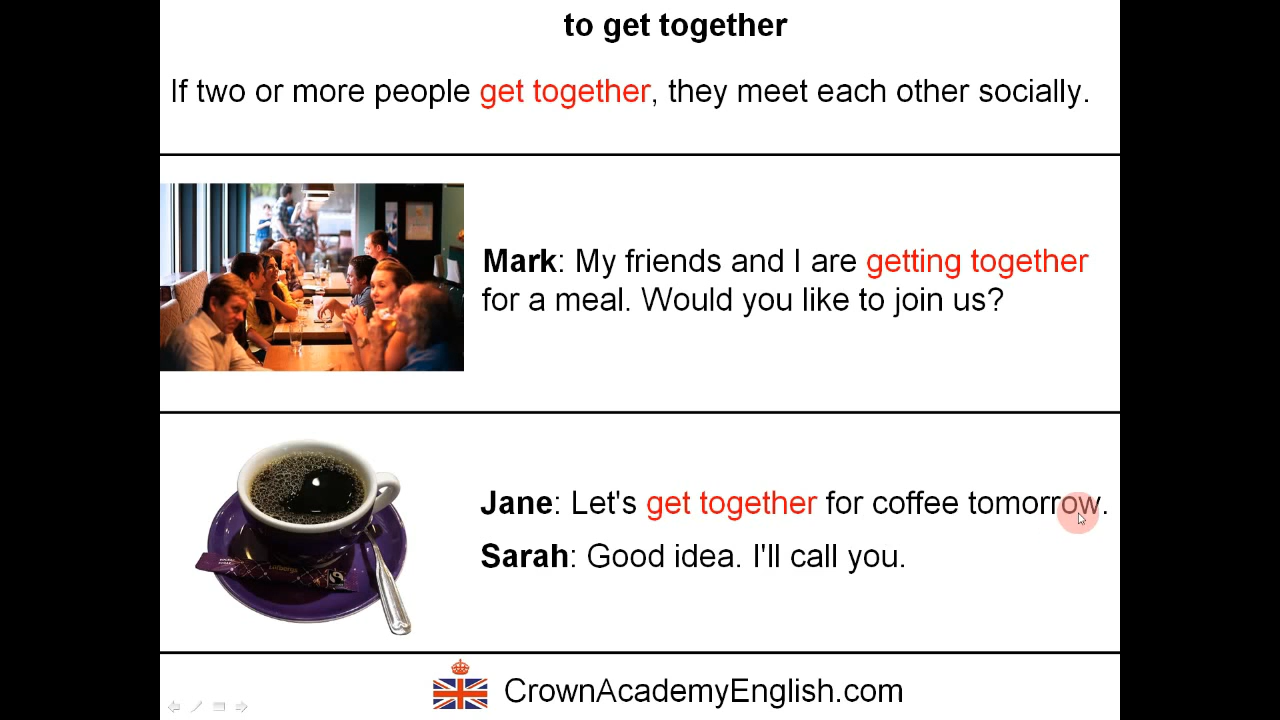 to get together
If two or more people get together, they meet each other socially.
Mark: My friends and I are getting together
for a meal. Would you like to join us?
Jane: Let's get together for coffee tomorrow.
Sarah: Good idea. I'll call you.
CrownAcademyEnglish.com